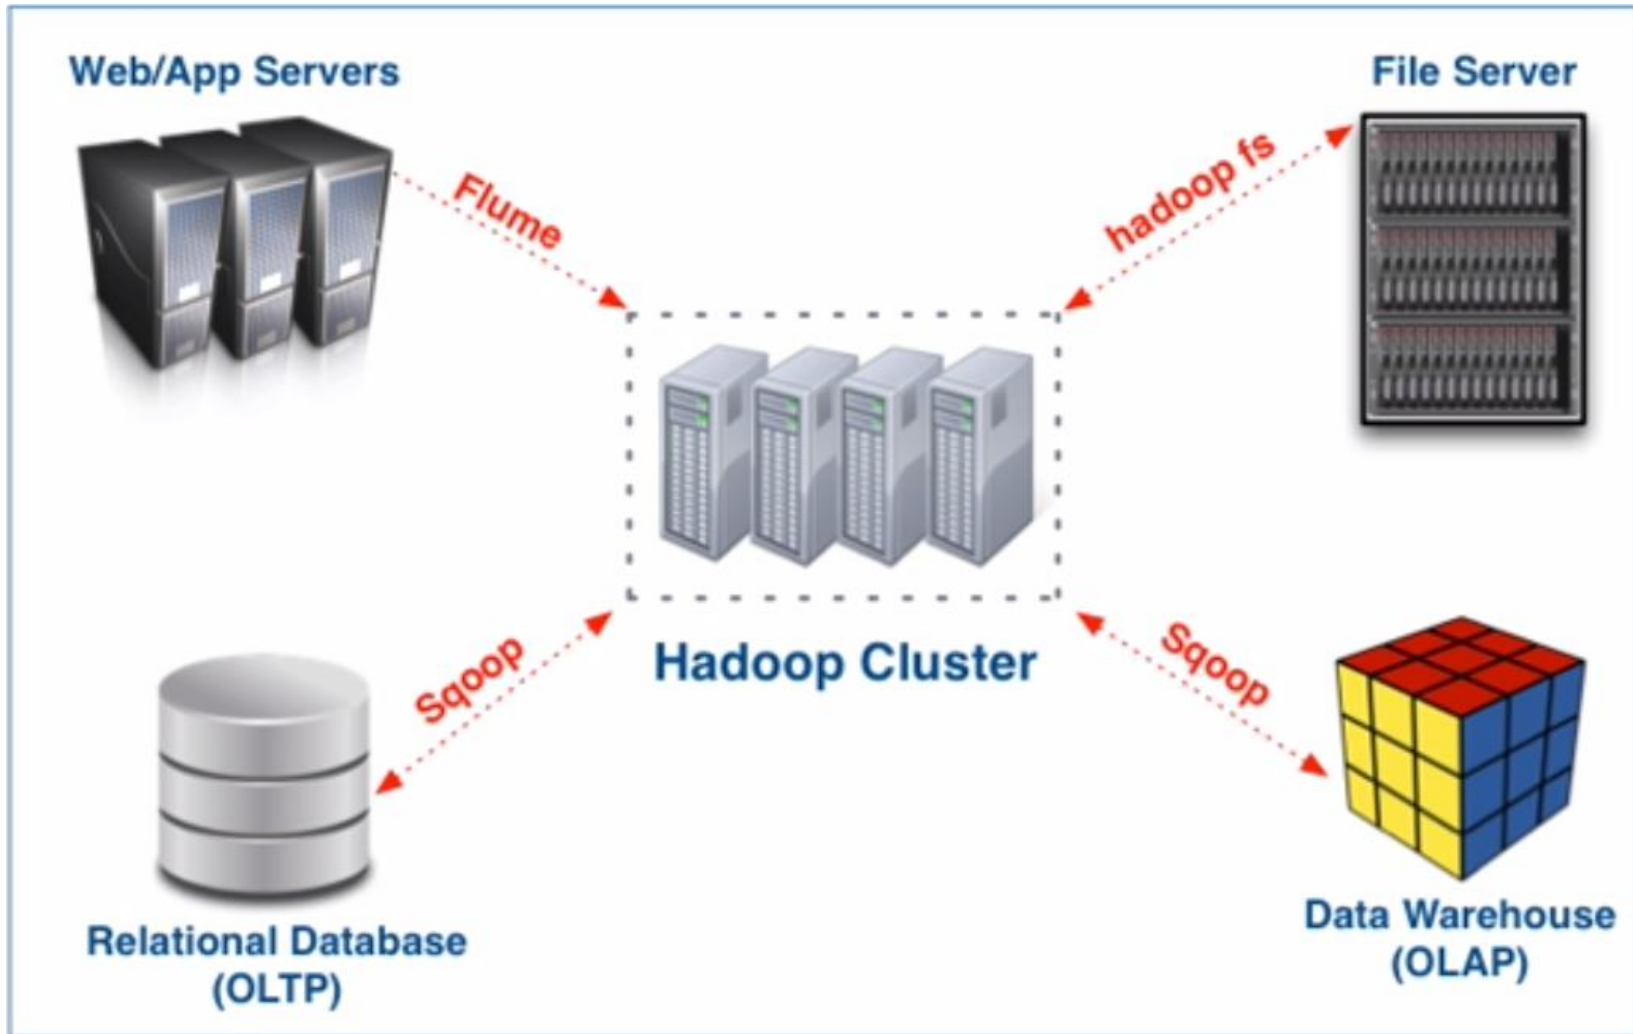 Web/App Servers
File Server
Flume
hadoop fs
Hadoop Cluster
Sqoop
Sqoop
Relational Database
(OLTP)
Data Warehouse
(OLAP)